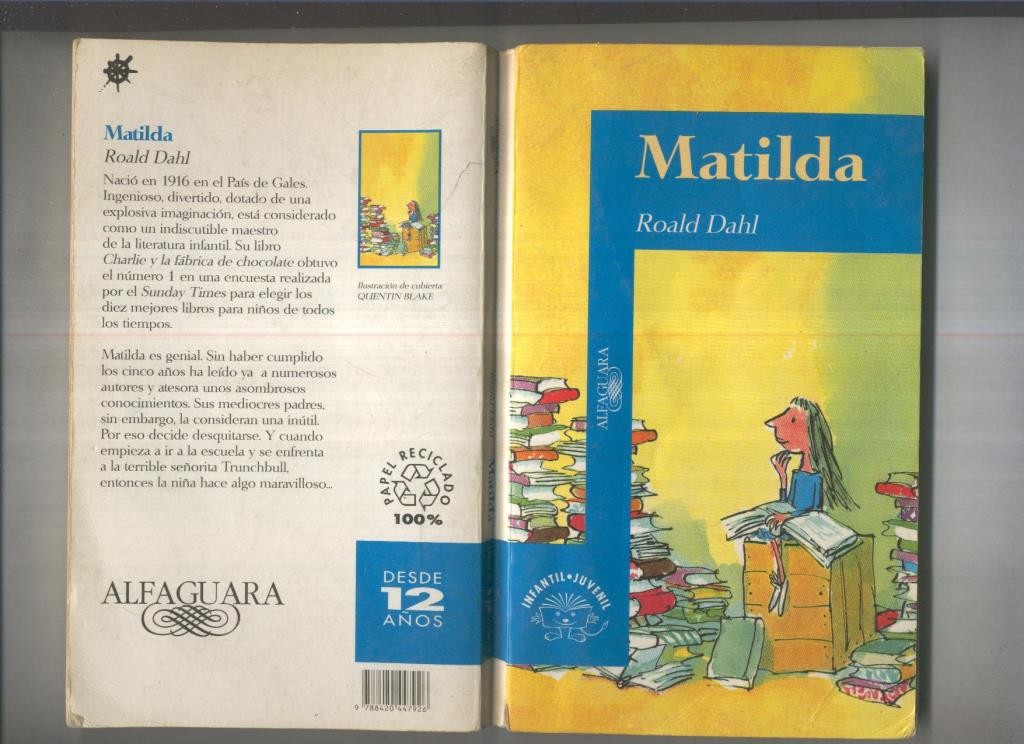 Matilda
Roald Dahl
Nació en 1916 en el País de Gales.
Ingenioso, divertido, dotado de una
explosiva imaginación, está considerado
como un indiscutible maestro
de la literatura infantil. Su libro
Charlie y la fábrica de chocolate obtuvo
el número 1 en una encuesta realizada
por el Sunday Times para elegir los
diez mejores libros para niños de todos
los tiempos.
Matilda es genial. Sin haber cumplido
los cinco años ha leído ya a numerosos
autores y atesora unos asombrosos
conocimientos. Sus mediocres padres,
sin embargo, la consideran una inútil.
Por eso decide desquitarse. Y cuando
empieza a ir a la escuela y se enfrenta
a la terrible señorita Trunchbull,
entonces la niña hace algo maravilloso...
Ilustración de cubierta:
QUENTIN BLAKE
PAPEL RECICLADO
100%
ALFAGUARA
DESDE
12
AÑOS
9 788420 447926
Matilda
Matilda
Roald Dahl
ALFAGUARA
INFANTIL • JUVENIL